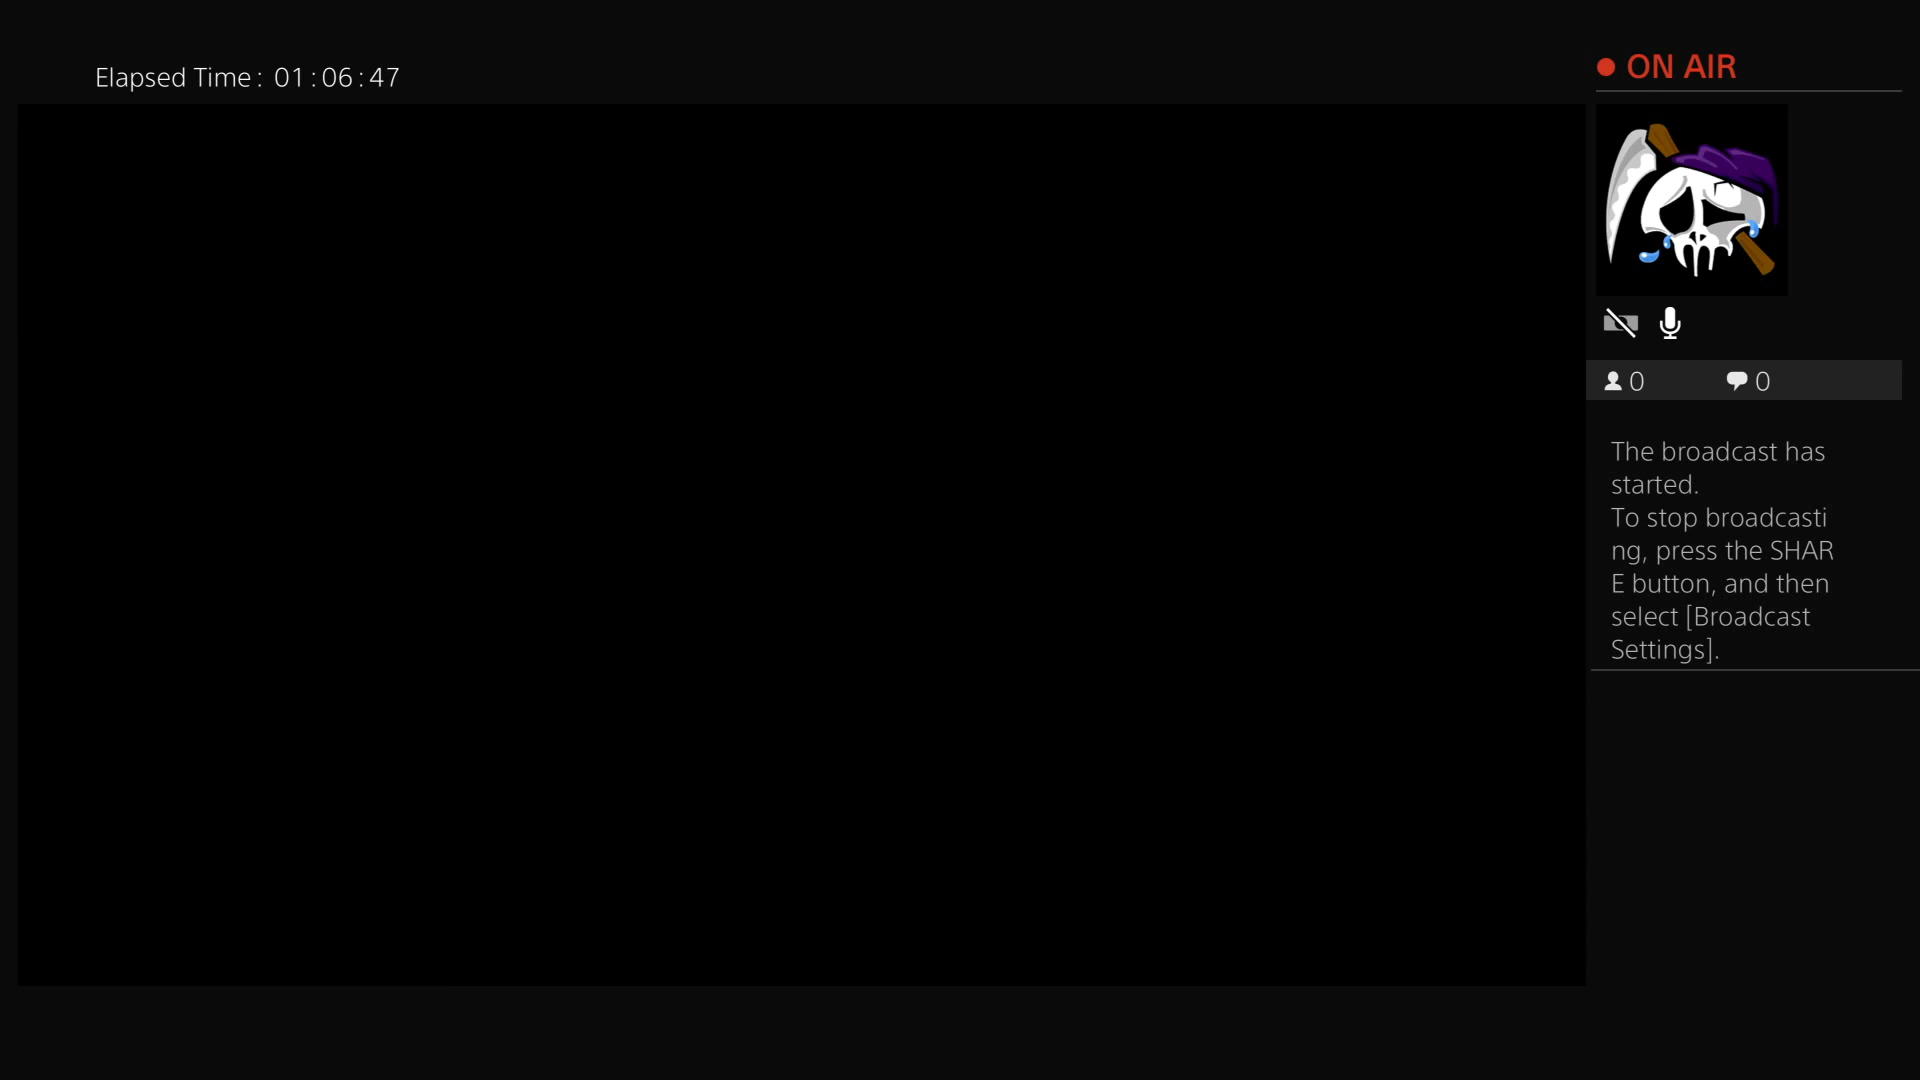 Elapsed Time: 01:06:47
ON AIR
0 0
The broadcast has
started.
To stop broadcasti
ng, press the SHAR
E button, and then
select [Broadcast
Settings].